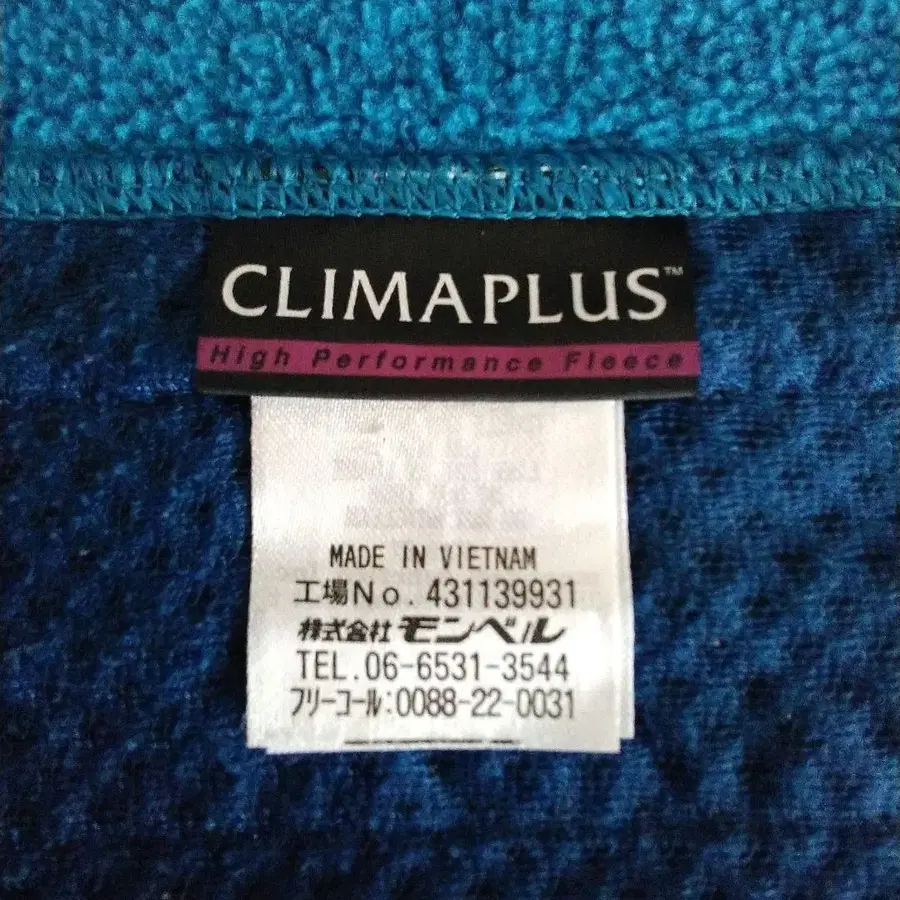 CLIMAPLUS™
High Performance Fleece
MADE IN VIETNAM
工場No. 431139931
株式会社 モンベル
TEL.06-6531-3544
フリーコール:0088-22-0031